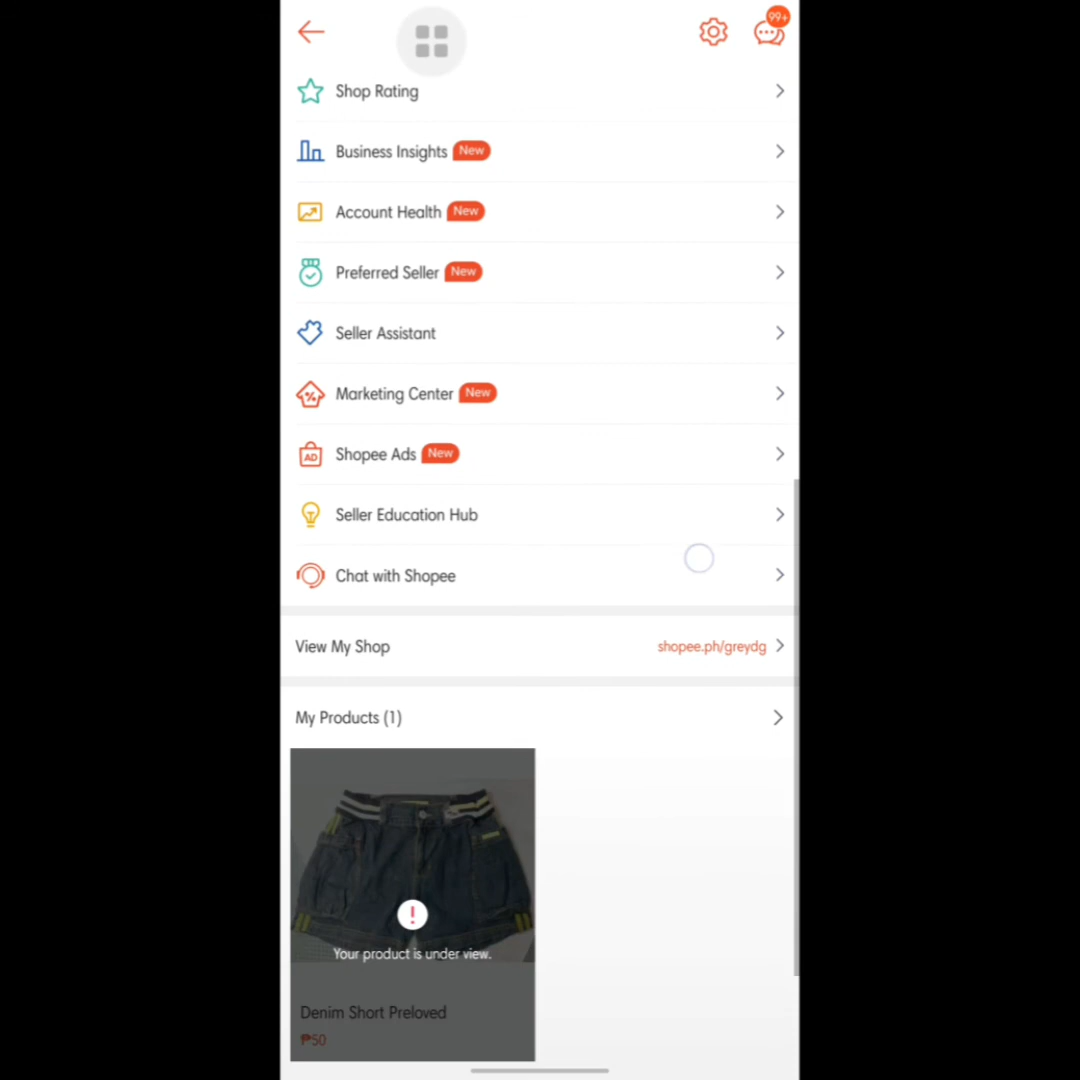 99+
Shop Rating
Business Insights New
Account Health New
Preferred Seller New
Seller Assistant
Marketing Center New
AD Shopee Ads New
Seller Education Hub
Chat with Shopee
View My Shop shopee.ph/greydg
My Products (1)
Your product is under view.
Denim Short Preloved
₱50